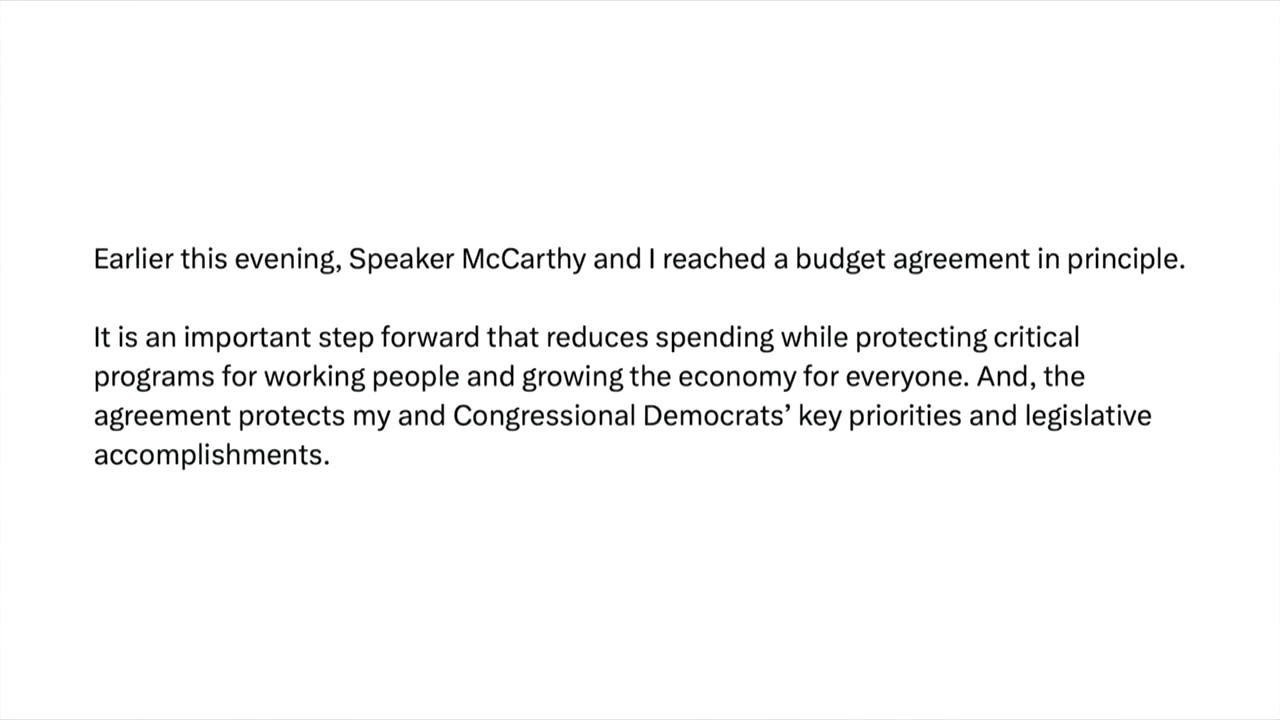 Earlier this evening, Speaker McCarthy and I reached a budget agreement in principle.
It is an important step forward that reduces spending while protecting critical
programs for working people and growing the economy for everyone. And, the
agreement protects my and Congressional Democrats’ key priorities and legislative
accomplishments.